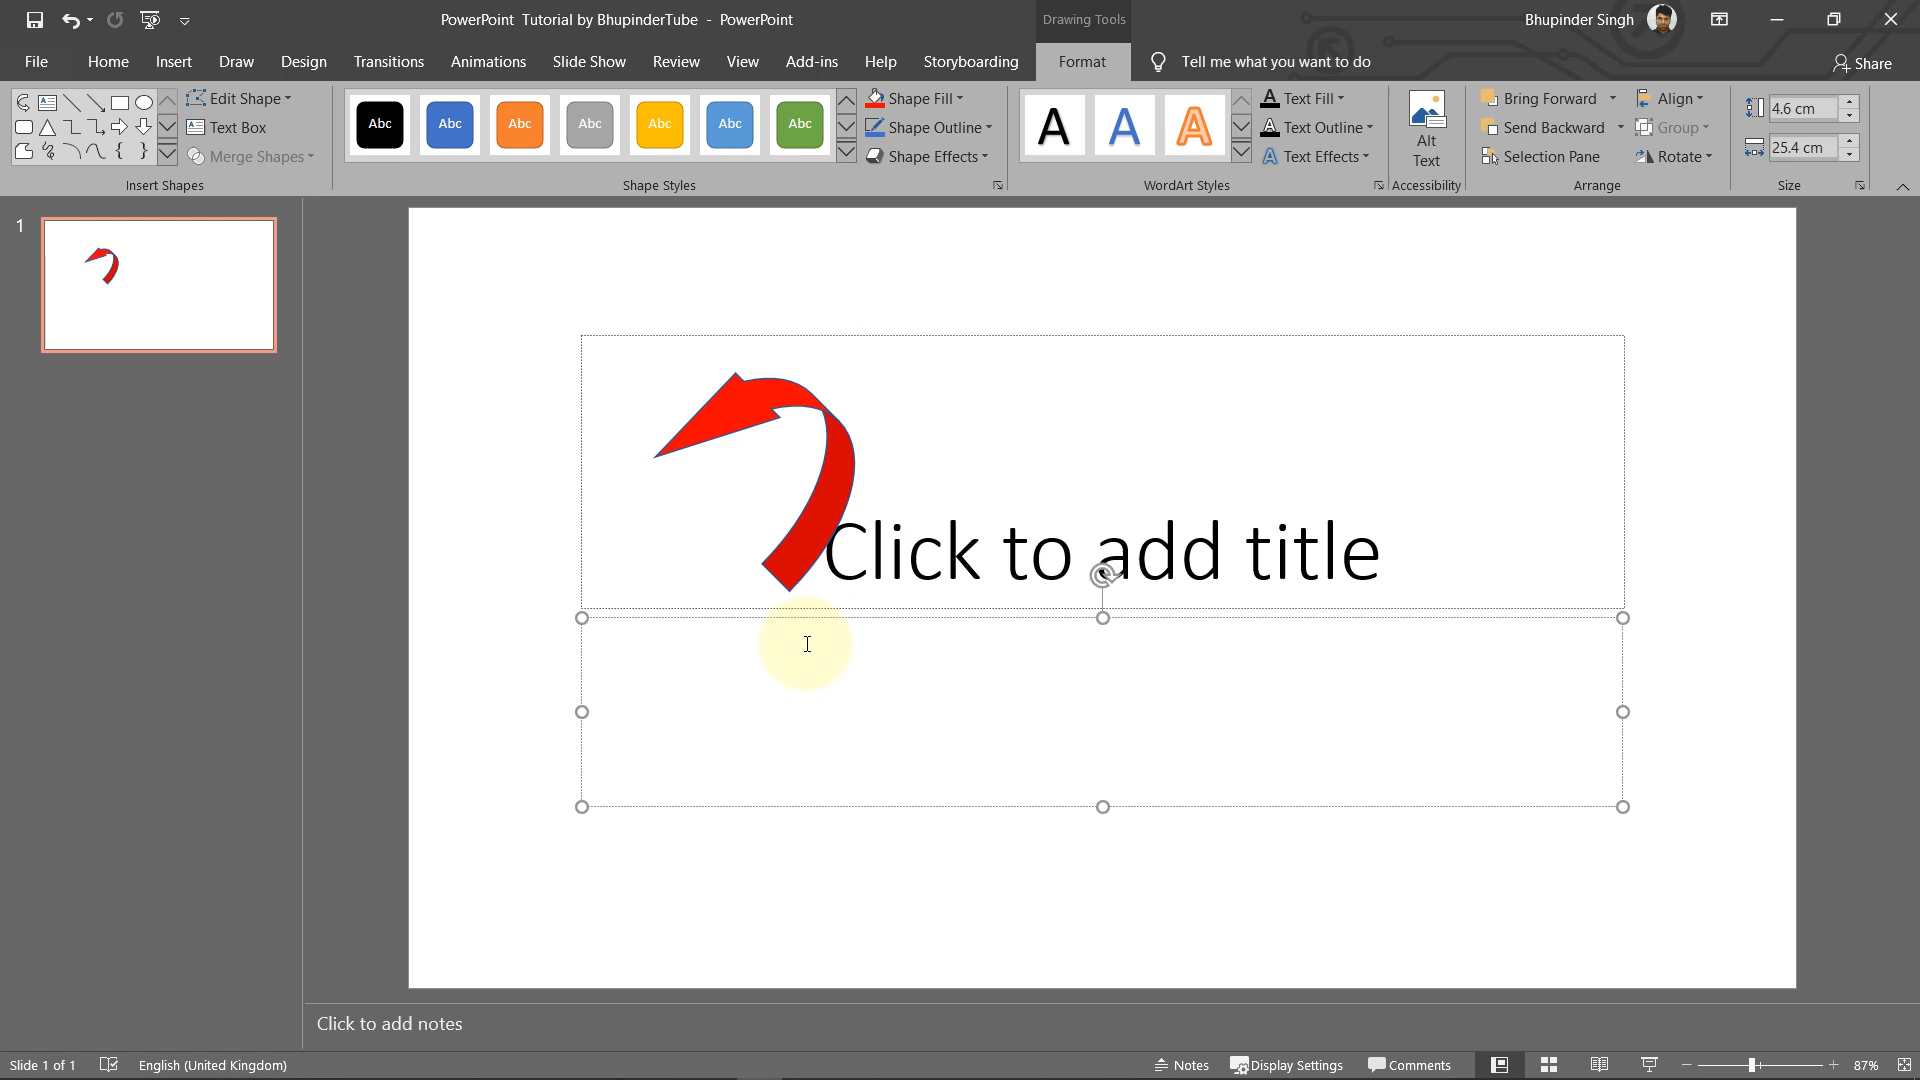 PowerPoint Tutorial by BhupinderTube - PowerPoint
Drawing Tools
Bhupinder Singh
File Home Insert Draw Design Transitions Animations Slide Show Review View Add-ins Help Storyboarding Format Tell me what you want to do Share
Edit Shape
Text Box
Merge Shapes
Insert Shapes
Abc Abc Abc Abc Abc Abc Abc
Shape Fill
Shape Outline
Shape Effects
Shape Styles
A A A
Text Fill
Text Outline
Text Effects
WordArt Styles
Alt
Text
Accessibility
Bring Forward
Send Backward
Selection Pane
Align
Group
Rotate
Arrange
4.6 cm
25.4 cm
Size
1
Click to add title
Click to add notes
Slide 1 of 1 English (United Kingdom) Notes Display Settings Comments 87%